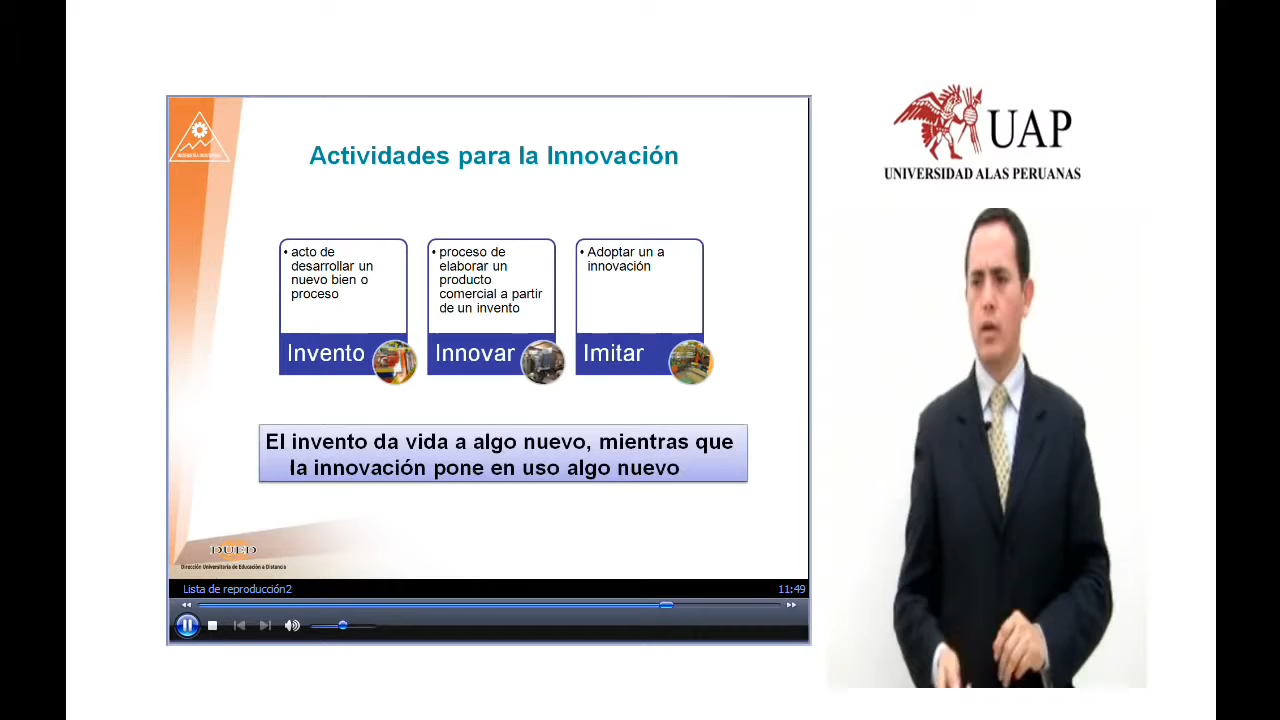 Actividades para la Innovación
• acto de
desarrollar un
nuevo bien o
proceso
Invento
• proceso de
elaborar un
producto
comercial a partir
de un invento
Innovar
• Adoptar un a
innovación
Imitar
El invento da vida a algo nuevo, mientras que
la innovación pone en uso algo nuevo
DUED
Dirección Universitaria de Educación a Distancia
Lista de reproducción2
11:49
UAP
UNIVERSIDAD ALAS PERUANAS